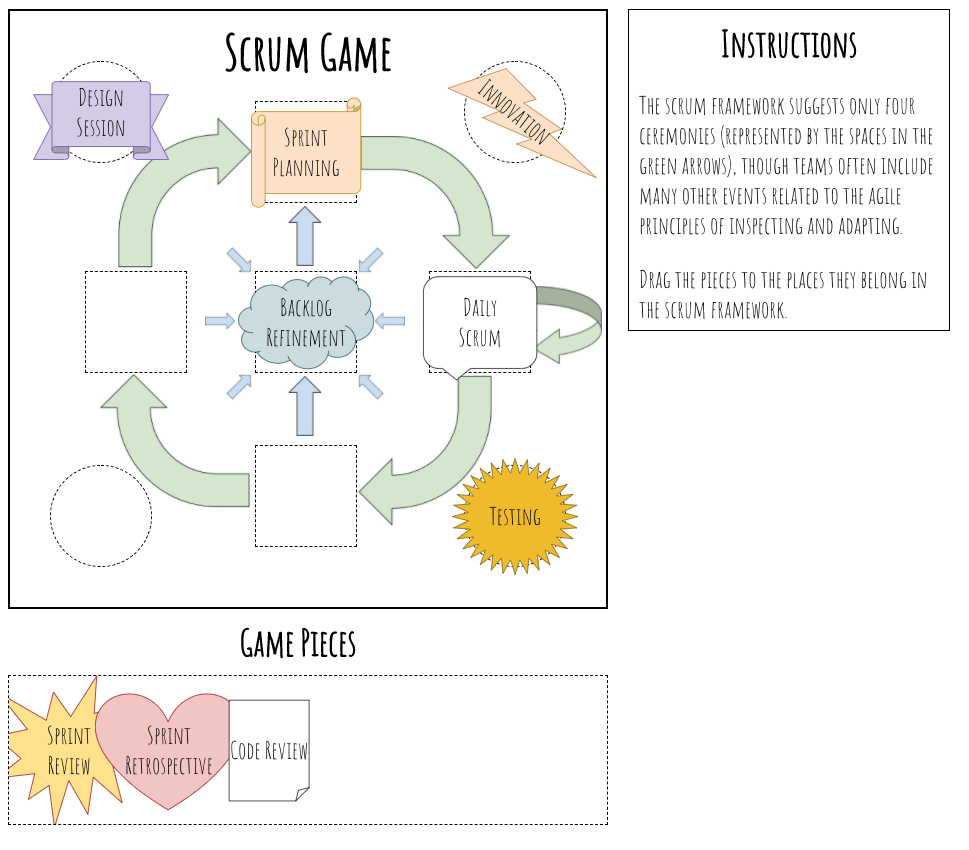 Scrum Game
Design
Session
Sprint
Planning
Innovation
Backlog
Refinement
Daily
Scrum
Testing
Instructions
The scrum framework suggests only four
ceremonies (represented by the spaces in the
green arrows), though teams often include
many other events related to the agile
principles of inspecting and adapting.
Drag the pieces to the places they belong in
the scrum framework.
Game Pieces
Sprint
Review
Sprint
Retrospective
Code Review